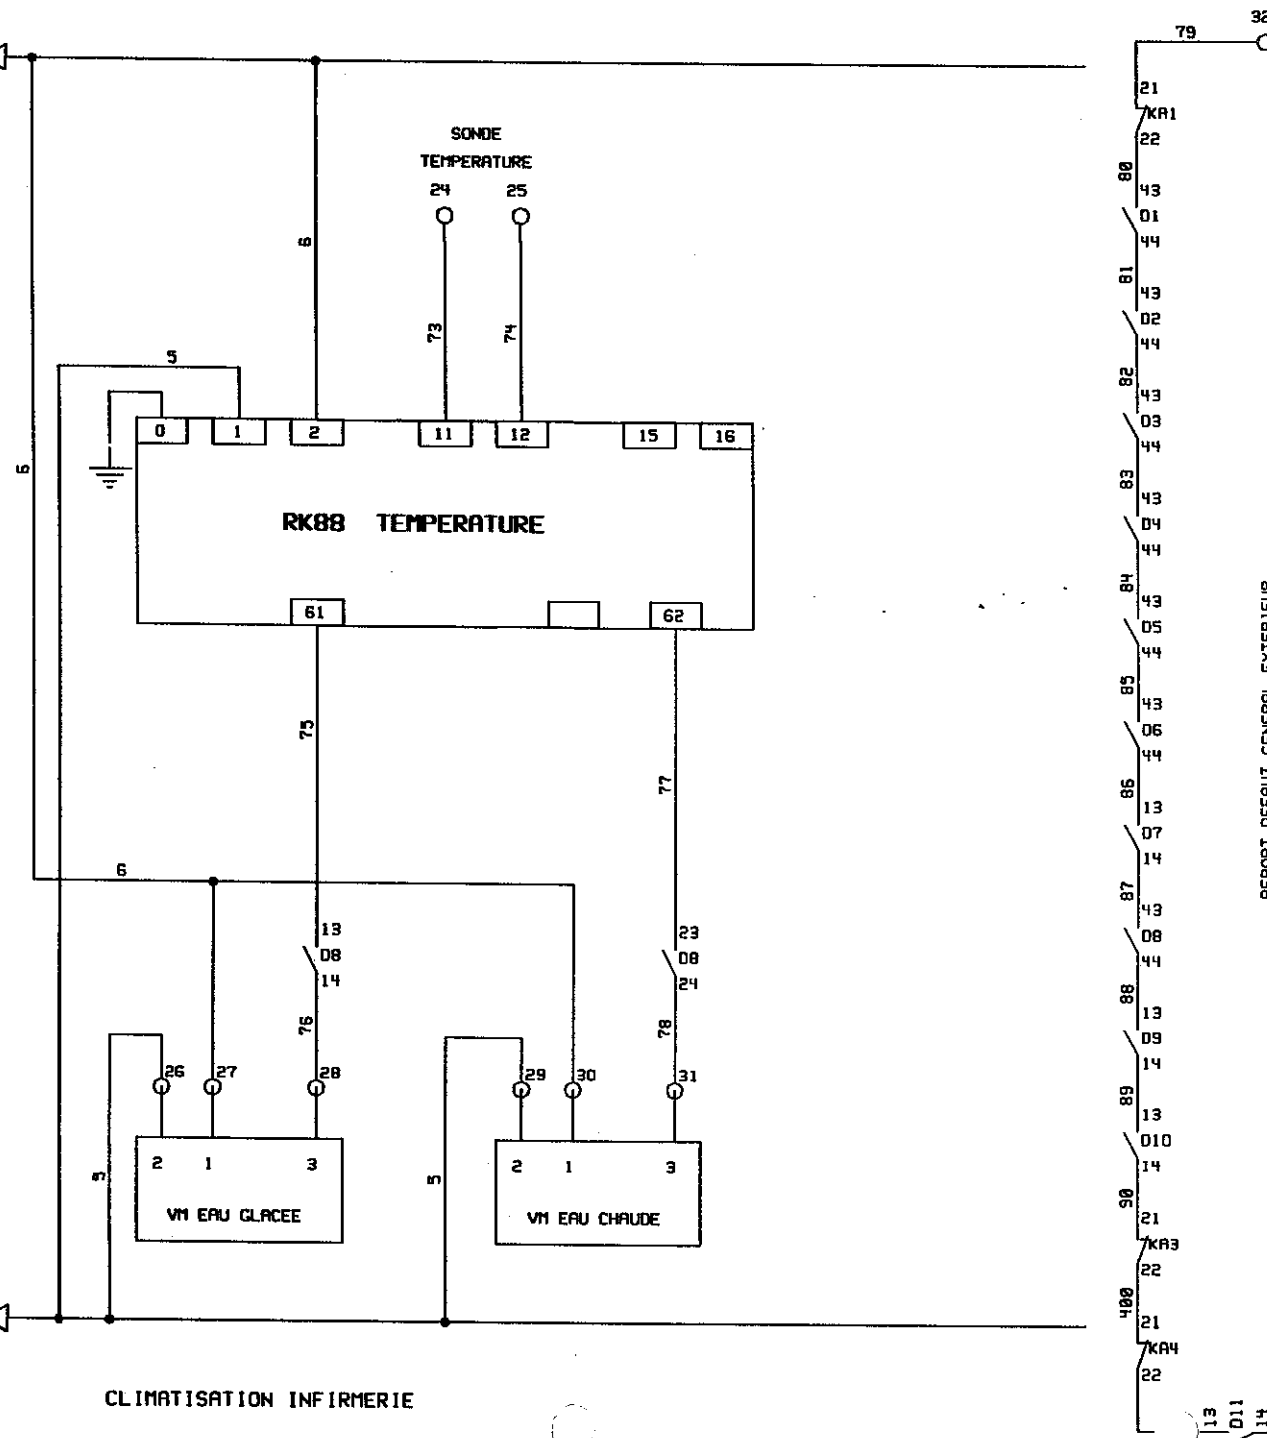 32
79
21
KA1
22
SONDE
TEMPERATURE
24 25
80
43
D1
44
6
81
43
D2
44
73
74
5
82
43
D3
44
0 1 2 11 12 15 16
6
83
43
D4
44
RK88 TEMPERATURE
84
43
D5
44
61 62
85
43
D6
44
75
77
86
13
D7
14
REPORT DEFAUT GENERAL EXTERIEUR
6
87
43
D8
44
13
D8
14
23
D8
24
76
78
88
13
D9
14
26 27 28 29 30 31
89
13
D10
14
2 1 3
2 1 3
5
5
VM EAU GLACEE
VM EAU CHAUDE
90
21
KA3
22
400
21
KA4
22
CLIMATISATION INFIRMERIE
13
D11
14